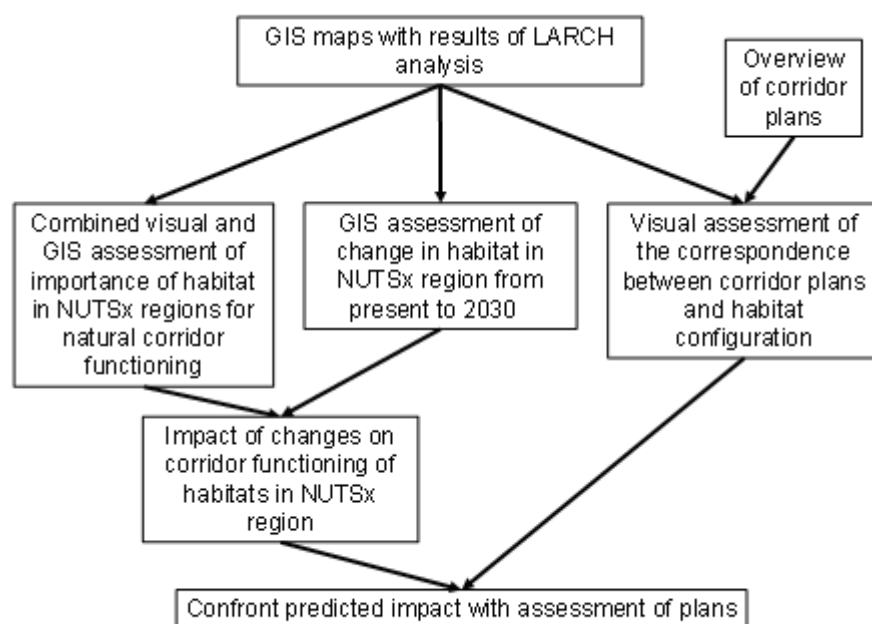 GIS maps with results of LARCH
analysis
Overview
of corridor
plans
Combined visual and
GIS assessment of
importance of habitat
in NUTSx regions for
natural corridor
functioning
GIS assessment of
change in habitat in
NUTSx region from
present to 2030
Visual assessment of
the correspondence
between corridor plans
and habitat
configuration
Impact of changes on
corridor functioning of
habitats in NUTSx
region
Confront predicted impact with assessment of plans